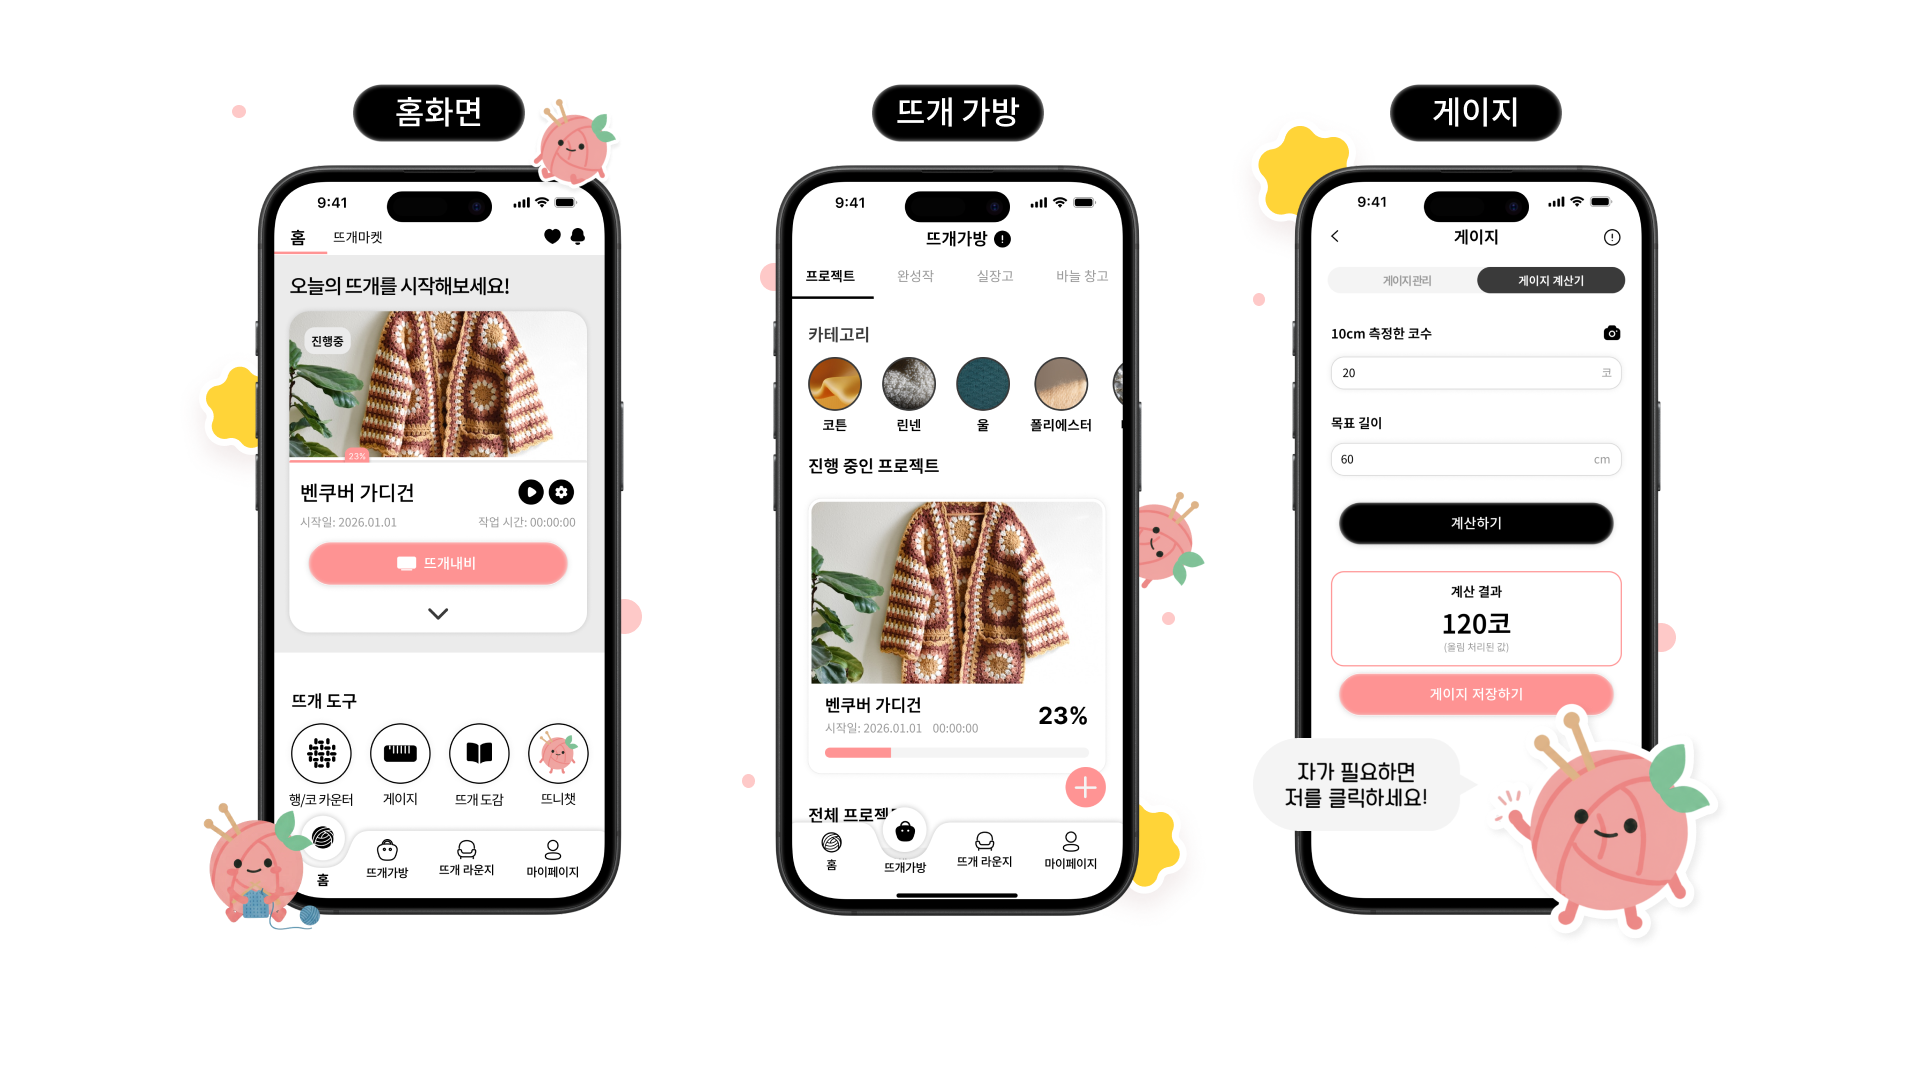 홈화면
9:41
홈
뜨개마켓
오늘의 뜨개를 시작해보세요!
진행중
23%
벤쿠버 가디건
시작일: 2026.01.01
작업 시간: 00:00:00
뜨개내비
뜨개 도구
행/코 카운터
게이지
뜨개 도감
뜨니챗
홈
뜨개가방
뜨개 라운지
마이페이지
뜨개 가방
9:41
뜨개가방
프로젝트
완성작
실장고
바늘 창고
카테고리
코튼
린넨
울
폴리에스터
진행 중인 프로젝트
벤쿠버 가디건
시작일: 2026.01.01
00:00:00
23%
전체 프로젝트
홈
뜨개가방
뜨개 라운지
마이페이지
게이지
9:41
게이지
게이지관리
게이지 계산기
10cm 측정한 코수
20
코
목표 길이
60
cm
계산하기
계산 결과
120코
(올림 처리된 값)
게이지 저장하기
자가 필요하면
저를 클릭하세요!